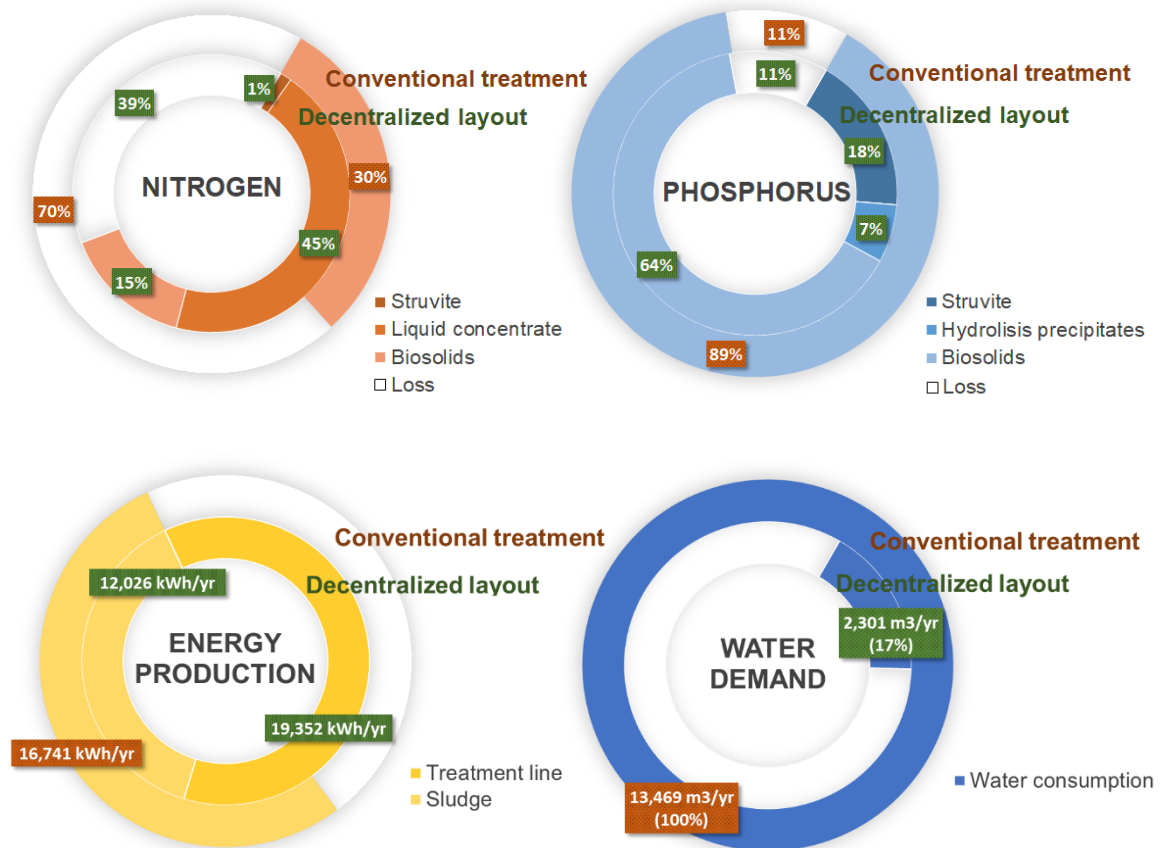 11%
Conventional treatment
Decentralized layout
39%
1%
NITROGEN
30%
70%
45%
15%
Struvite
Liquid concentrate
Biosolids
Loss
11%
Conventional treatment
Decentralized layout
18%
PHOSPHORUS
7%
64%
89%
Struvite
Hydrolisis precipitates
Biosolids
Loss
Conventional treatment
Decentralized layout
12,026 kWh/yr
ENERGY
PRODUCTION
19,352 kWh/yr
16,741 kWh/yr
Treatment line
Sludge
Conventional treatment
Decentralized layout
2,301 m3/yr
(17%)
WATER
DEMAND
Water consumption
13,469 m3/yr
(100%)